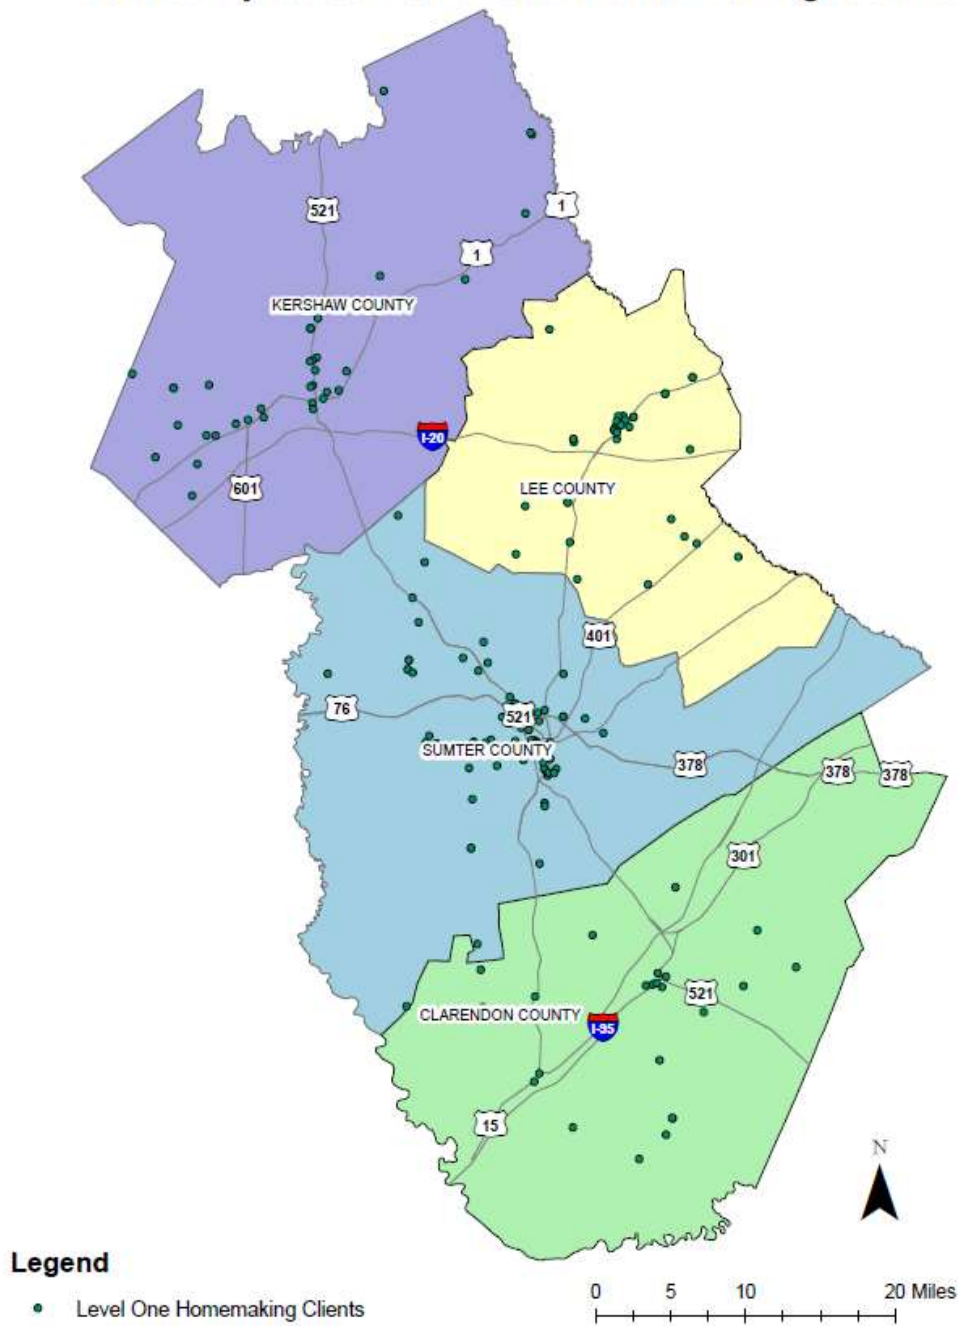 521
1
1
KERSHAW COUNTY
I-20
601
LEE COUNTY
401
76
521
SUMTER COUNTY
378
378
378
301
521
CLARENDON COUNTY
I-95
15
N
Legend
Level One Homemaking Clients
0 5 10 20 Miles